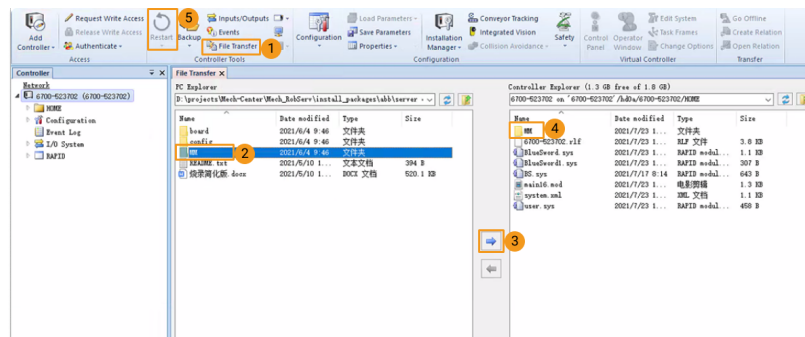 Add
Controller
Request Write Access
Release Write Access
Authenticate
Access
Restart
5
Backup
Inputs/Outputs
Events
File Transfer
1
Controller Tools
Configuration
Load Parameters
Save Parameters
Properties
Configuration
Installation
Manager
Conveyor Tracking
Integrated Vision
Collision Avoidance
Safety
Control
Panel
Operator
Window
Edit System
Task Frames
Change Options
Virtual Controller
Go Offline
Create Relation
Open Relation
Transfer
Controller
Network
6700-523702 (6700-523702)
HOME
Configuration
Event Log
I/O System
RAPID
File Transfer X
PC Explorer
D:\projects\Mech-Center\Mech_RobServ\install_packages\abb\server
Name Date modified Type Size
board 2021/6/4 9:46 文件夹
config 2021/6/4 9:46 文件夹
MM 2 2021/6/4 9:46 文件夹
README.txt 2021/5/10 1... 文本文档 394 B
烧录简化版.docx 2021/5/10 1... DOCX 文档 520.1 KB
3
Controller Explorer (1.3 GB free of 1.8 GB)
6700-523702 on '6700-523702'/hd0a/6700-523702/HOME
Name Date modified Type Size
MM 4 2021/7/23 1... 文件夹
6700-523702.rlf 2021/7/23 1... RLF 文件 3.8 KB
BlueSword.sys 2021/7/23 1... RAPID modul... 1.1 KB
BlueSword1.sys 2021/7/23 1... RAPID modul... 307 B
BS.sys 2021/7/17 8:14 RAPID modul... 643 B
main16.mod 2021/7/23 1... 电影剪辑 1.3 KB
system.xml 2021/7/23 1... XML 文档 1.1 KB
user.sys 2021/7/23 1... RAPID modul... 458 B